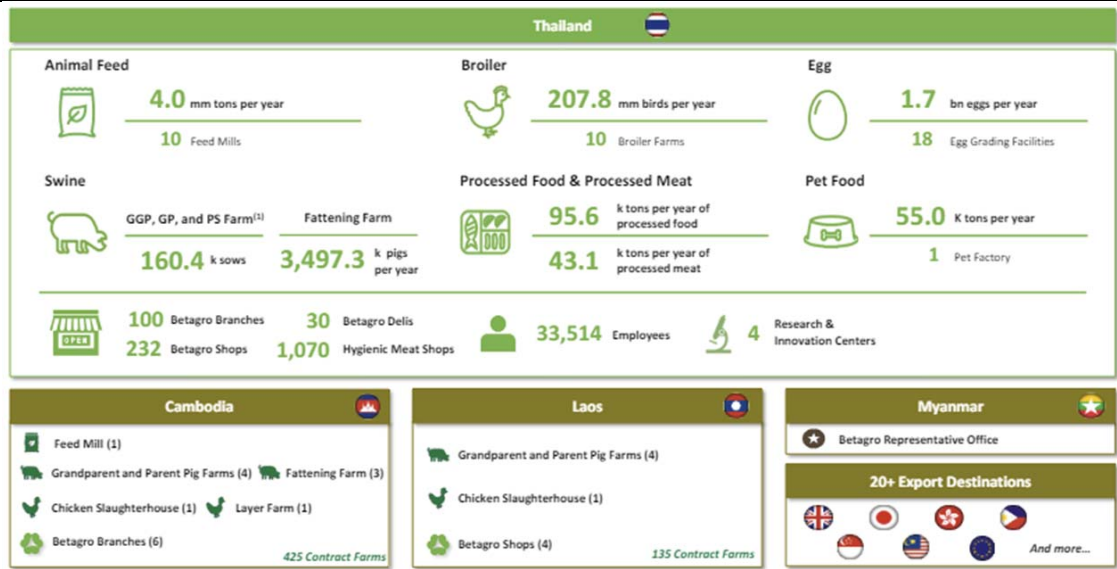 Thailand
Animal Feed
4.0 mm tons per year
10 Feed Mills
Broiler
207.8 mm birds per year
10 Broiler Farms
Egg
1.7 bn eggs per year
18 Egg Grading Facilities
Swine
GGP, GP, and PS Farm(1)
160.4 k sows
Fattening Farm
3,497.3 k pigs
per year
Processed Food & Processed Meat
95.6 k tons per year of
processed food
43.1 k tons per year of
processed meat
Pet Food
55.0 K tons per year
1 Pet Factory
OPEN
100 Betagro Branches
232 Betagro Shops
30 Betagro Delis
1,070 Hygienic Meat Shops
33,514 Employees
4 Research &
Innovation Centers
Cambodia
Feed Mill (1)
Grandparent and Parent Pig Farms (4) Fattening Farm (3)
Chicken Slaughterhouse (1) Layer Farm (1)
Betagro Branches (6)
425 Contract Farms
Laos
Grandparent and Parent Pig Farms (4)
Chicken Slaughterhouse (1)
Betagro Shops (4)
135 Contract Farms
Myanmar
Betagro Representative Office
20+ Export Destinations
And more...